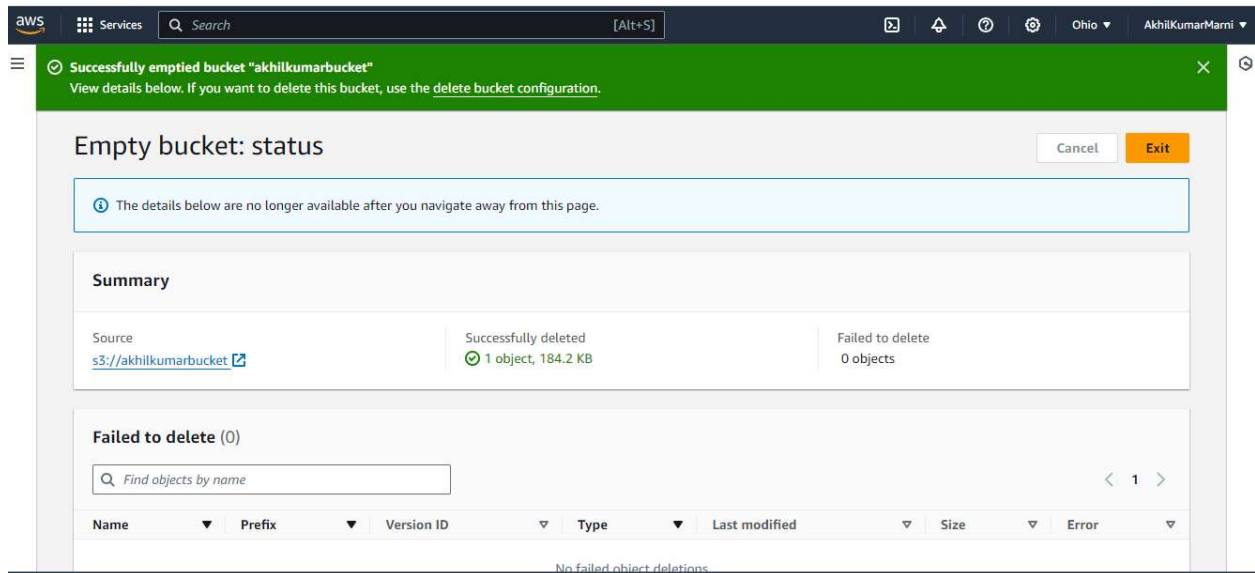 aws Services Search [Alt+S] Ohio AkhilKumarMarni
Successfully emptied bucket "akhilkumarbucket"
View details below. If you want to delete this bucket, use the delete bucket configuration.
Empty bucket: status
Cancel Exit
The details below are no longer available after you navigate away from this page.
Summary
Source Successfully deleted Failed to delete
s3://akhilkumarbucket 1 object, 184.2 KB 0 objects
Failed to delete (0)
Find objects by name 1
Name Prefix Version ID Type Last modified Size Error
No failed object deletions